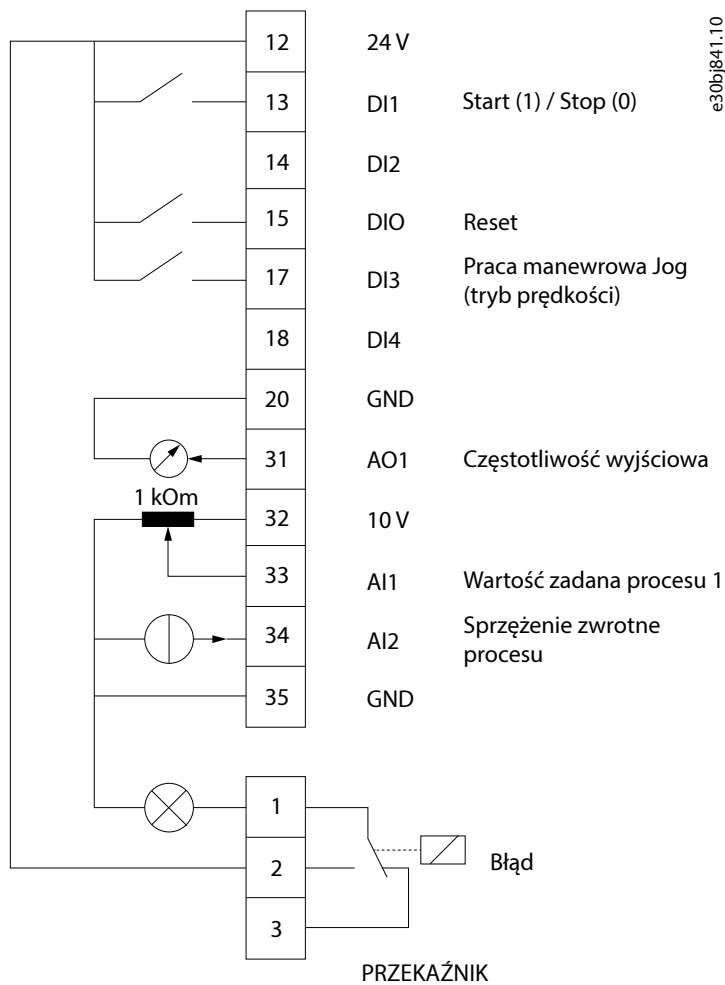 12 24 V
13 DI1 Start (1) / Stop (0)
14 DI2
15 DIO Reset
17 DI3 Praca manewrowa Jog
(tryb prędkości)
18 DI4
20 GND
31 AO1 Częstotliwość wyjściowa
1 kOm
32 10 V
33 AI1 Wartość zadana procesu 1
34 AI2 Sprzężenie zwrotne
procesu
35 GND
1
2 Błąd
3
PRZEKAŹNIK
e30bj841.10